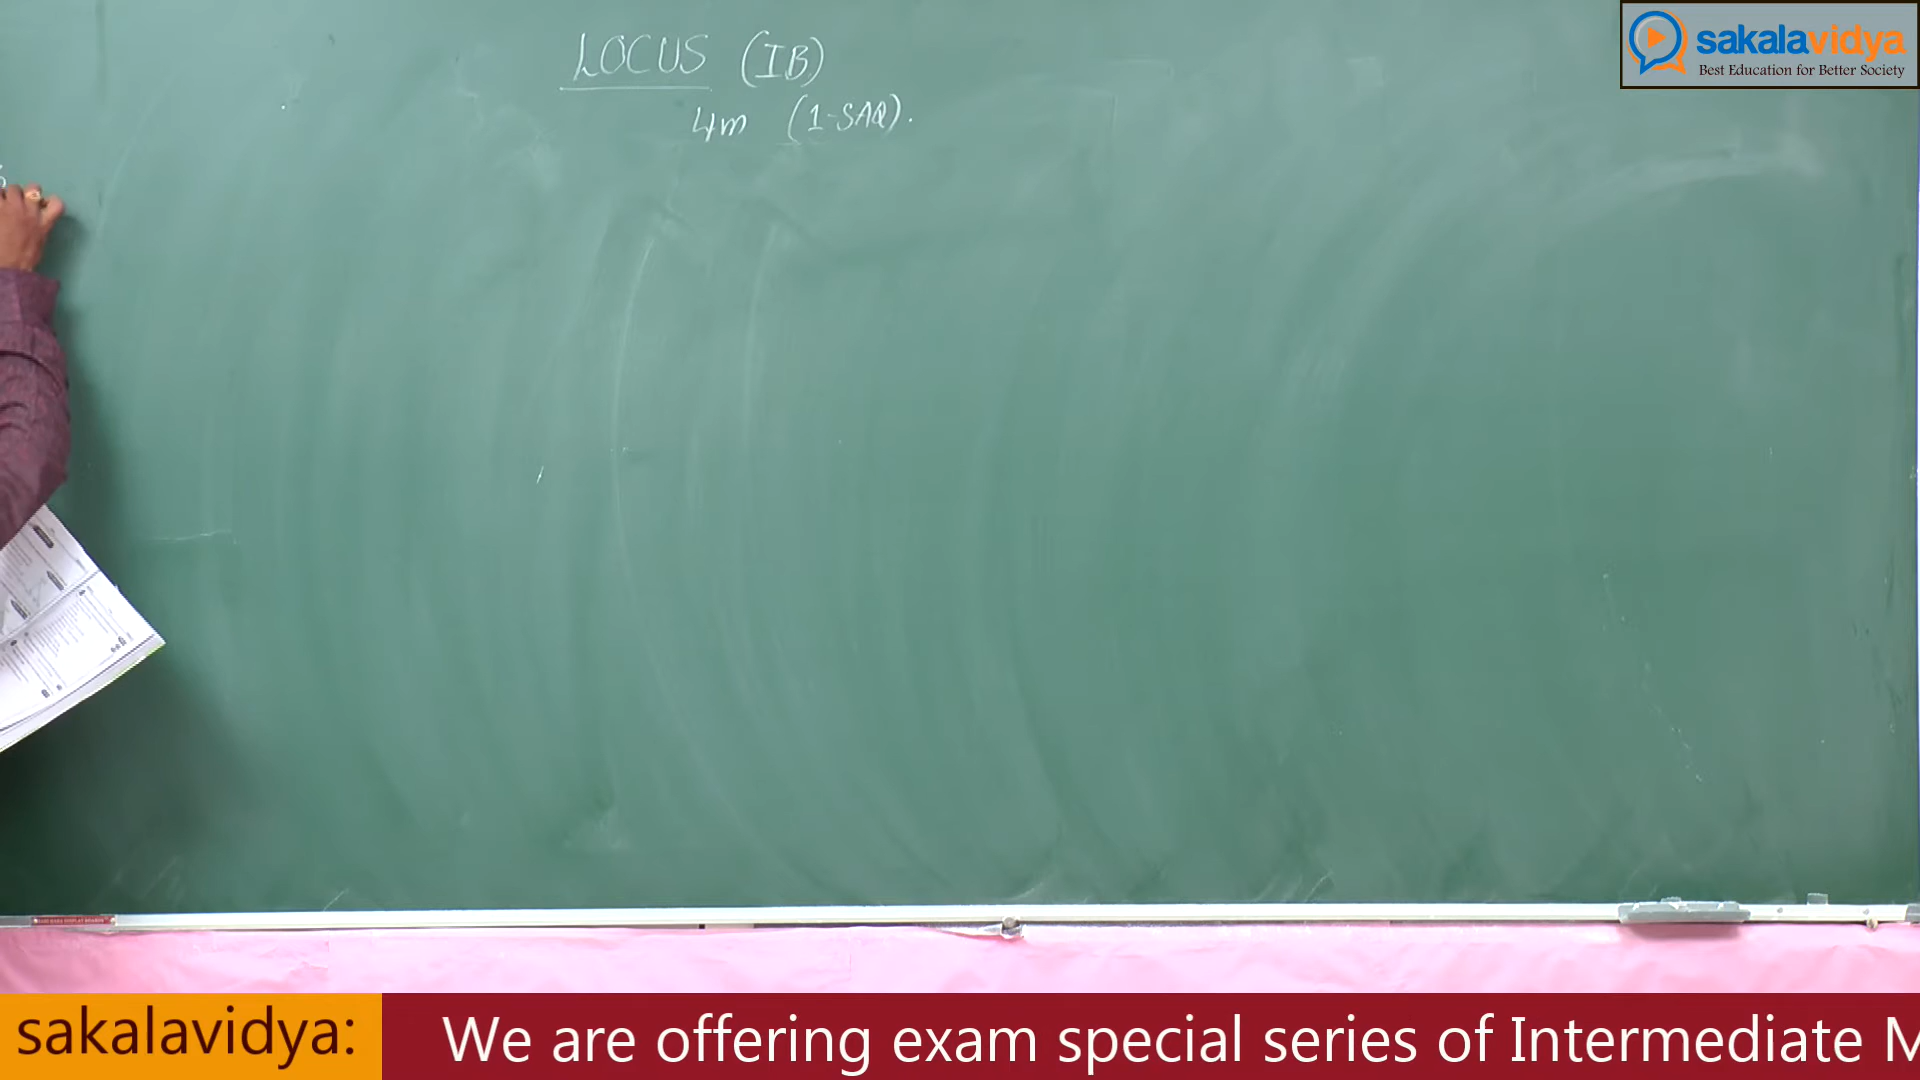 LOCUS (IB)
4m (1-SAQ).
sakalavidya
Best Education for Better Society
sakalavidya:
We are offering exam special series of Intermediate M